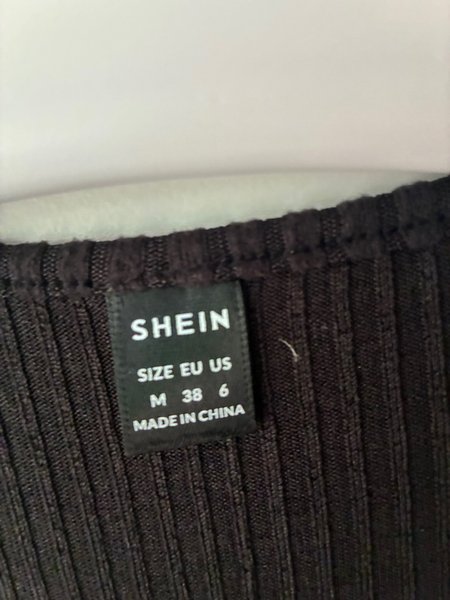 SHEIN
SIZE EU US
M 38 6
MADE IN CHINA